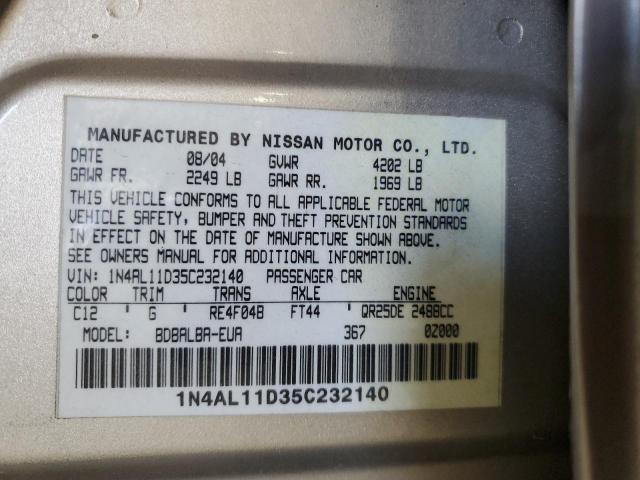 MANUFACTURED BY NISSAN MOTOR CO., LTD.
DATE 08/04 GVWR 4202 LB
GAWR FR. 2249 LB GAWR RR. 1969 LB
THIS VEHICLE CONFORMS TO ALL APPLICABLE FEDERAL MOTOR
VEHICLE SAFETY, BUMPER AND THEFT PREVENTION STANDARDS
IN EFFECT ON THE DATE OF MANUFACTURE SHOWN ABOVE.
SEE OWNERS MANUAL FOR ADDITIONAL INFORMATION.
VIN: 1N4AL11D35C232140 PASSENGER CAR
COLOR TRIM TRANS AXLE ENGINE
C12 ' G ' RE4F04B FT44 ' QR25DE 2488CC
MODEL: BDBALBA-EUA 367 0Z000
1N4AL11D35C232140